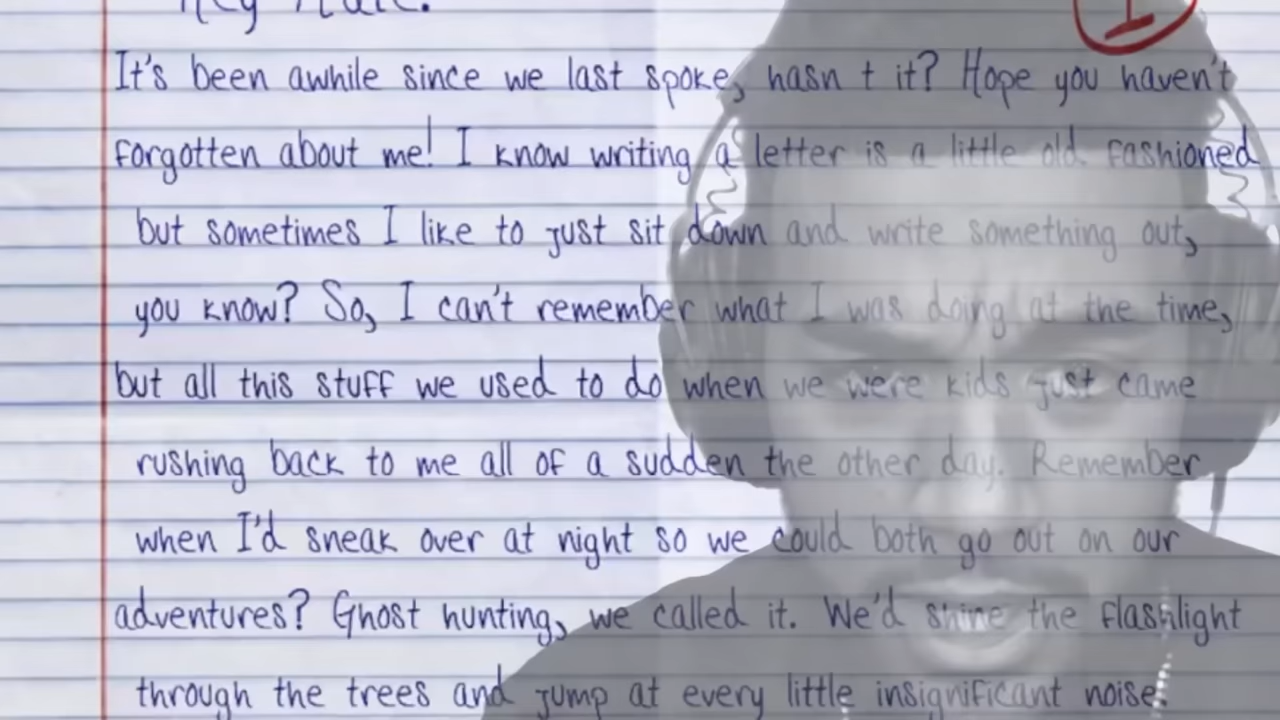 Hey
1
It's been awhile since we last spoke, hasn t it? Hope you haven't
forgotten about me! I know writing a letter is a little old fashioned
but sometimes I like to just sit down and write something out,
you know? So, I can't remember what I was doing at the time,
but all this stuff we used to do when we were kids just came
rushing back to me all of a sudden the other day. Remember
when I'd sneak over at night so we could both go out on our
adventures? Ghost hunting, we called it. We'd shine the flashlight
through the trees and jump at every little insignificant noise.